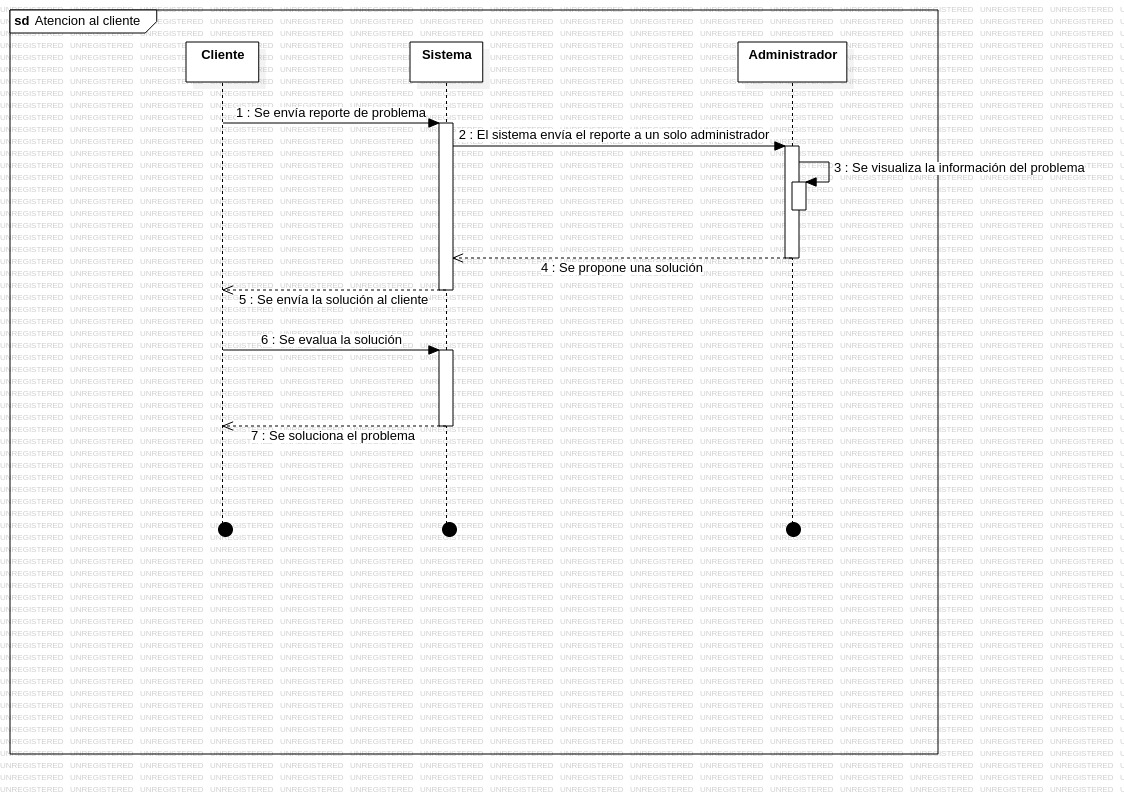 sd Atencion al cliente
Cliente
Sistema
Administrador
1 : Se envía reporte de problema
2 : El sistema envía el reporte a un solo administrador
3 : Se visualiza la información del problema
4 : Se propone una solución
5 : Se envía la solución al cliente
6 : Se evalua la solución
7 : Se soluciona el problema
UNREGISTERED